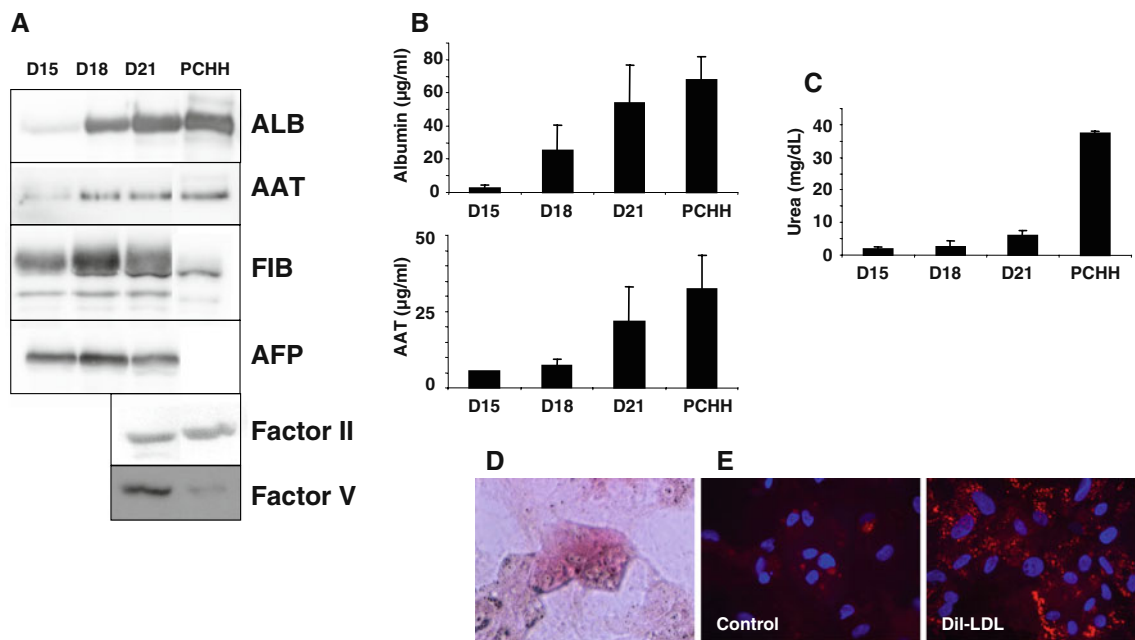 A
D15 D18 D21 PCHH
ALB
AAT
FIB
AFP
Factor II
Factor V
B
Albumin (µg/ml)
80
60
40
20
0
D15 D18 D21 PCHH
AAT (µg/ml)
50
25
0
D15 D18 D21 PCHH
C
Urea (mg/dL)
40
30
20
10
0
D15 D18 D21 PCHH
D
E
Control
Dil-LDL